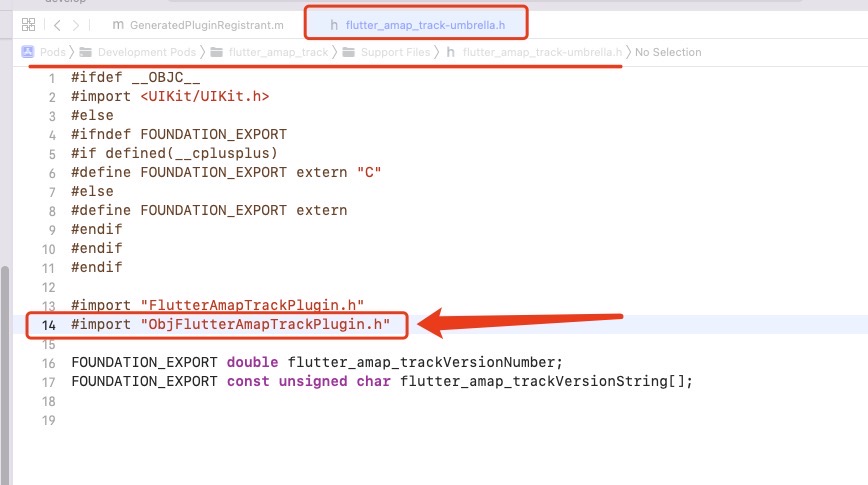 develop
GeneratedPluginRegistrant.m
flutter_amap_track-umbrella.h
Pods Development Pods flutter_amap_track Support Files flutter_amap_track-umbrella.h No Selection
1 #ifdef __OBJC__
2 #import <UIKit/UIKit.h>
3 #else
4 #ifndef FOUNDATION_EXPORT
5 #if defined(__cplusplus)
6 #define FOUNDATION_EXPORT extern "C"
7 #else
8 #define FOUNDATION_EXPORT extern
9 #endif
10 #endif
11 #endif
12
13 #import "FlutterAmapTrackPlugin.h"
14 #import "ObjFlutterAmapTrackPlugin.h"
15
16 FOUNDATION_EXPORT double flutter_amap_trackVersionNumber;
17 FOUNDATION_EXPORT const unsigned char flutter_amap_trackVersionString[];
18
19